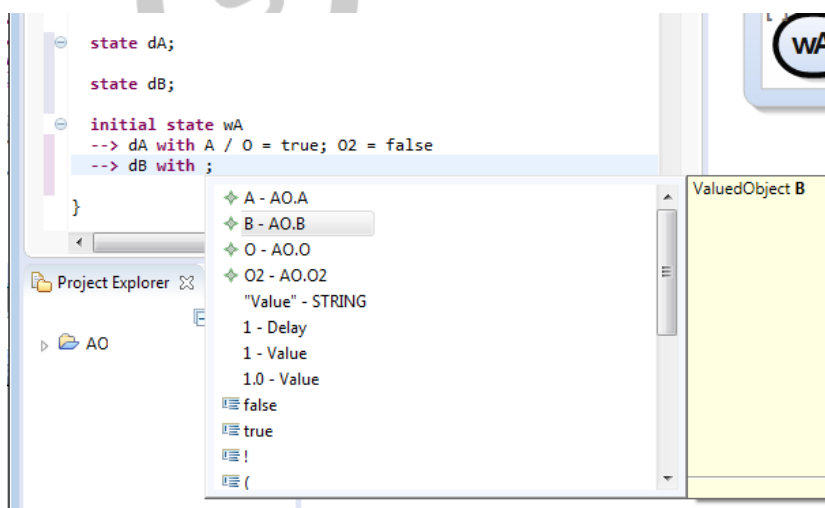 state dA;
state dB;
initial state wA
--> dA with A / O = true; O2 = false
--> dB with ;
}
A - AO.A
B - AO.B
O - AO.O
O2 - AO.O2
"Value" - STRING
1 - Delay
1 - Value
1.0 - Value
false
true
!
(
ValuedObject B
Project Explorer
AO
wA